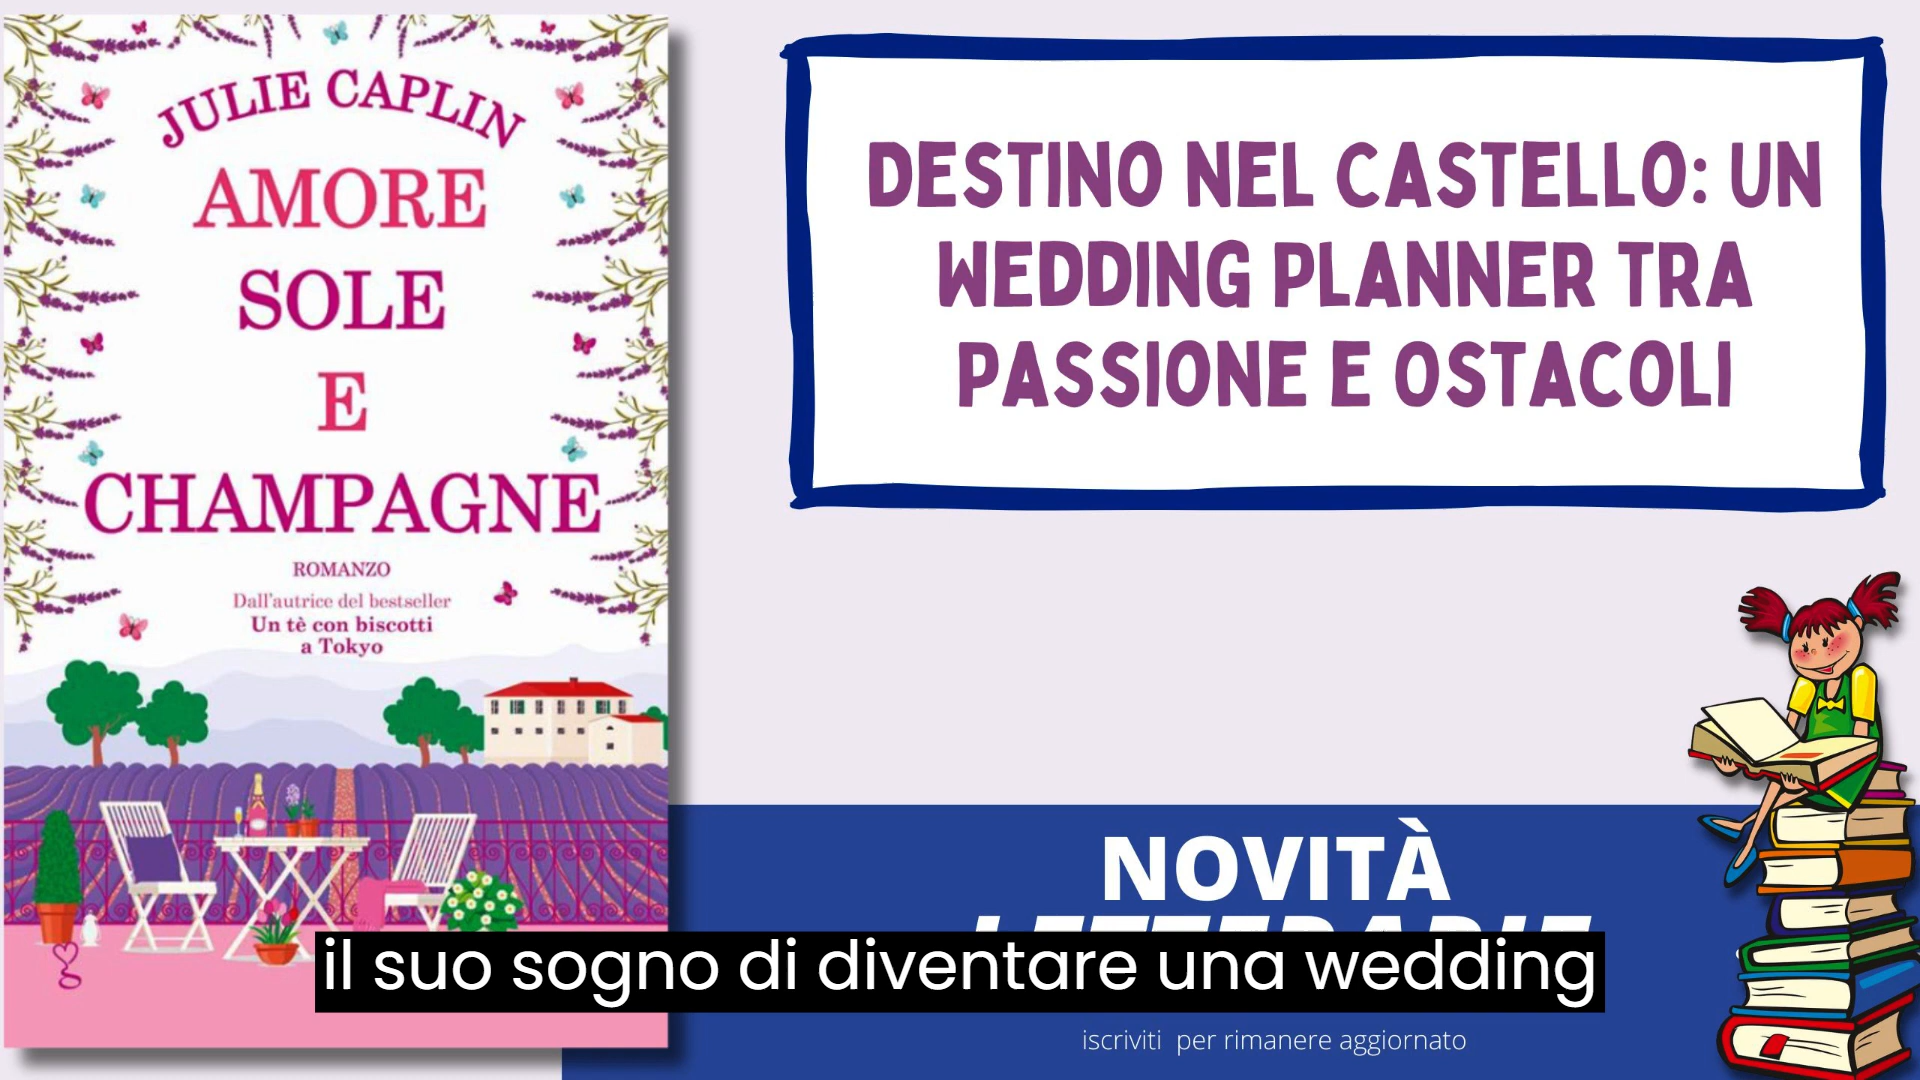 JULIE CAPLIN
AMORE
SOLE
E
CHAMPAGNE
ROMANZO
Dall'autrice del bestseller
Un tè con biscotti
a Tokyo
DESTINO NEL CASTELLO: UN
WEDDING PLANNER TRA
PASSIONE E OSTACOLI
NOVITÀ
il suo sogno di diventare una wedding
iscriviti per rimanere aggiornato